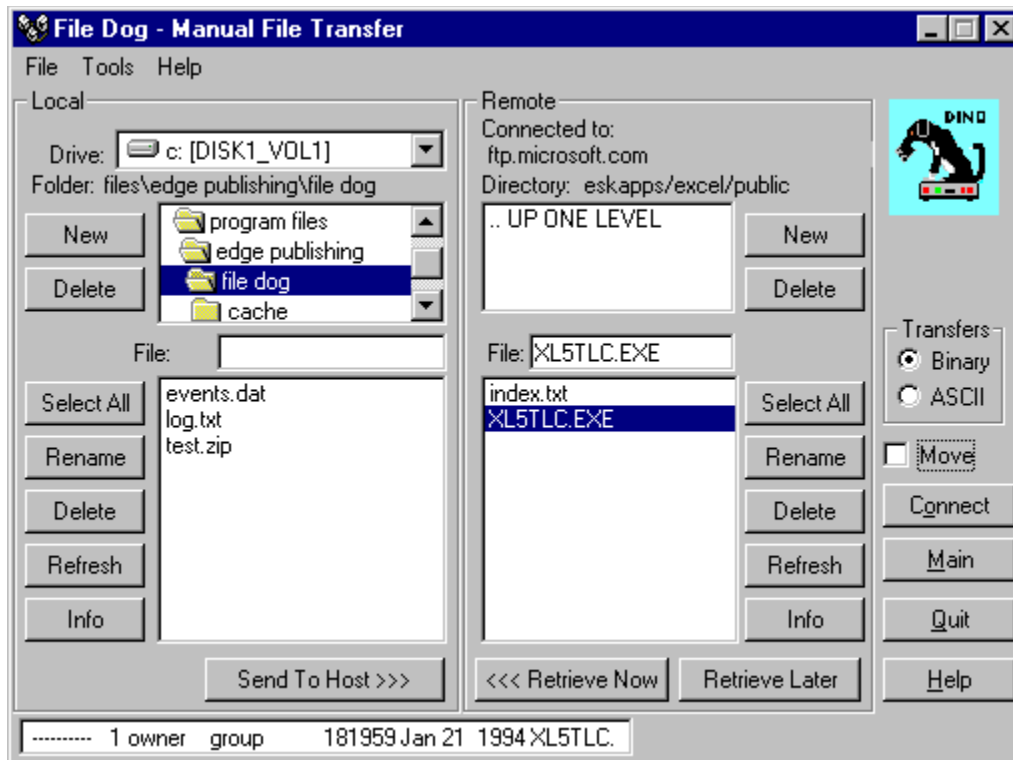 File Dog - Manual File Transfer
File Tools Help
Local
Drive: c: [DISK1_VOL1]
Folder: files\edge publishing\file dog
New
Delete
program files
edge publishing
file dog
cache
File:
Select All
Rename
Delete
Refresh
Info
events.dat
log.txt
test.zip
Send To Host >>>
Remote
Connected to:
ftp.microsoft.com
Directory: eskapps/excel/public
.. UP ONE LEVEL
New
Delete
File: XL5TLC.EXE
index.txt
XL5TLC.EXE
Select All
Rename
Delete
Refresh
Info
<<< Retrieve Now
Retrieve Later
DINO
Transfers
Binary
ASCII
Move
Connect
Main
Quit
Help
---------- 1 owner group 181959 Jan 21 1994 XL5TLC.